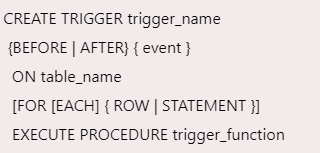 CREATE TRIGGER trigger_name
{BEFORE | AFTER} { event }
ON table_name
[FOR [EACH] { ROW | STATEMENT }]
EXECUTE PROCEDURE trigger_function